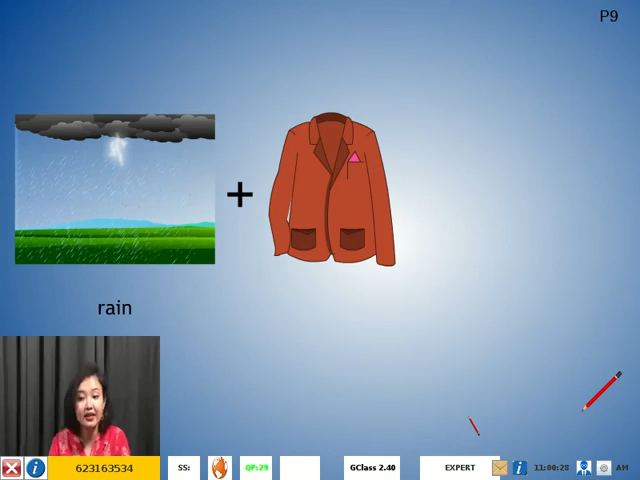 P9
+
rain
623163534
SS:
QP:29
GClass 2.40
EXPERT
11:00:28
AM